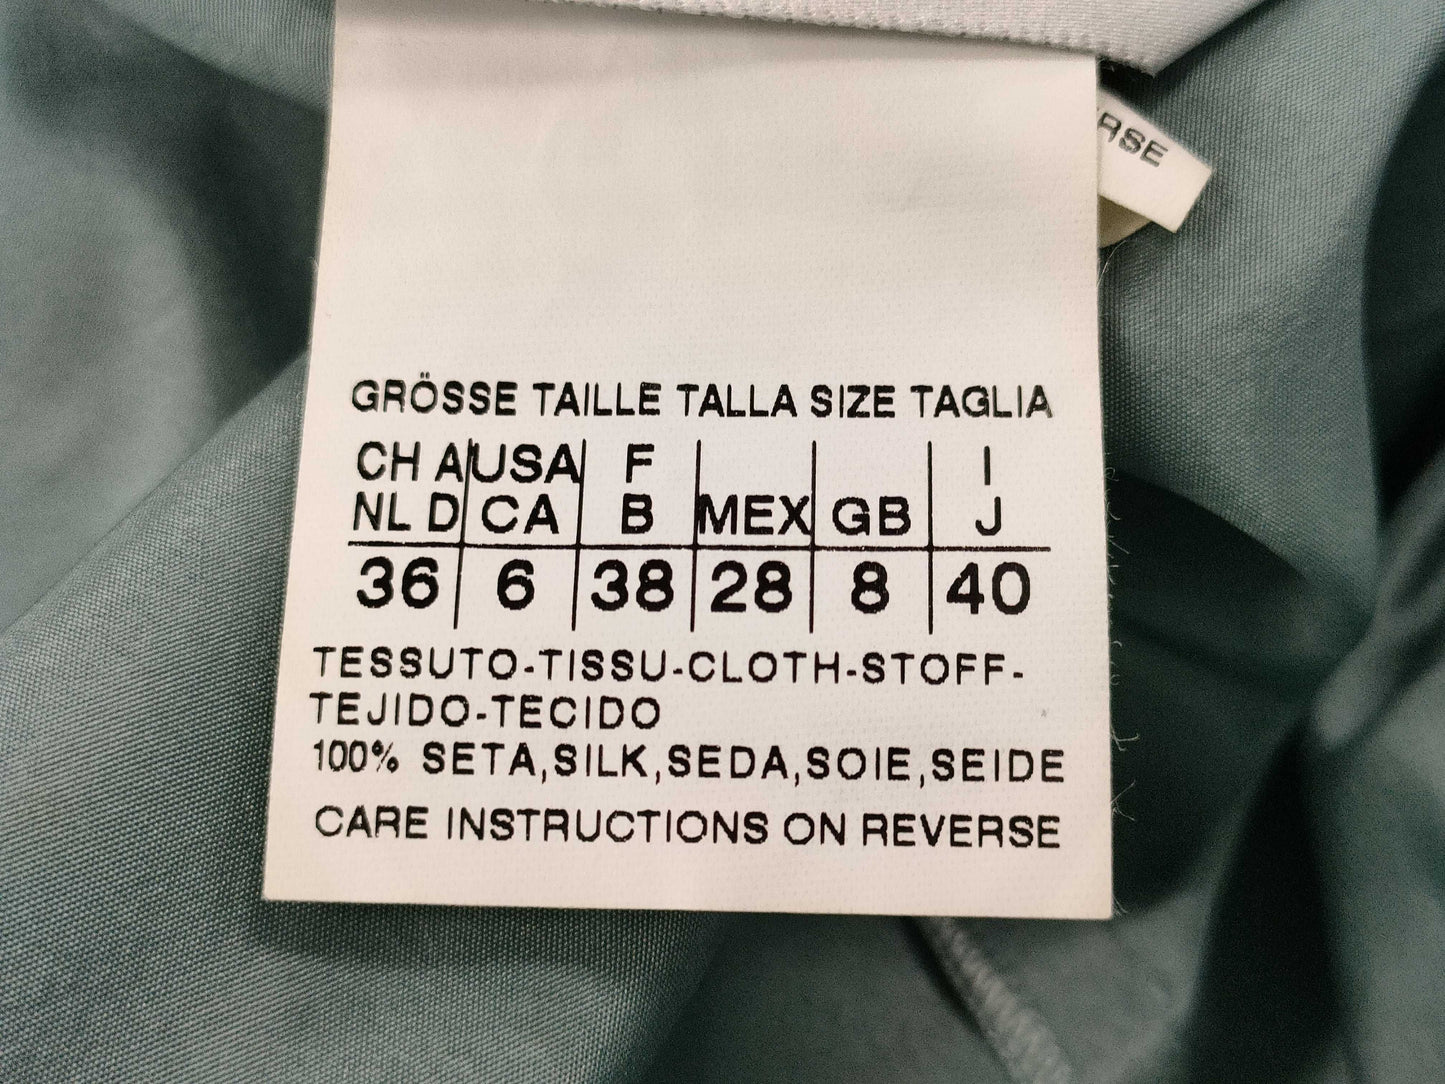 GRÖSSE TAILLE TALLA SIZE TAGLIA
CH A USA F I
NL D CA B MEX GB J
36 6 38 28 8 40
TESSUTO-TISSU-CLOTH-STOFF-
TEJIDO-TECIDO
100% SETA,SILK,SEDA,SOIE,SEIDE
CARE INSTRUCTIONS ON REVERSE